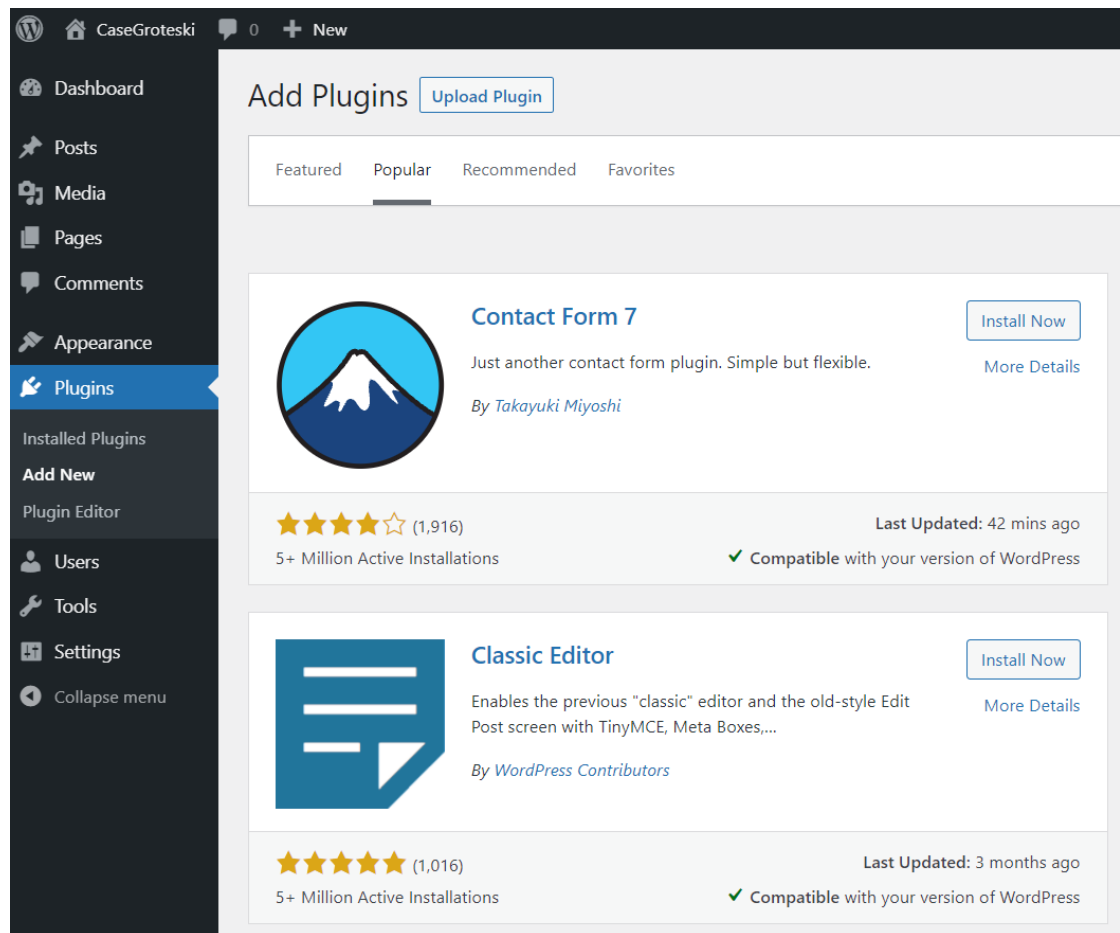 CaseGroteski 0 New
Dashboard
Posts
Media
Pages
Comments
Appearance
Plugins
Installed Plugins
Add New
Plugin Editor
Users
Tools
Settings
Collapse menu
Add Plugins Upload Plugin
Featured Popular Recommended Favorites
Contact Form 7
Install Now
Just another contact form plugin. Simple but flexible.
More Details
By Takayuki Miyoshi
(1,916)
Last Updated: 42 mins ago
5+ Million Active Installations
Compatible with your version of WordPress
Classic Editor
Install Now
Enables the previous "classic" editor and the old-style Edit
Post screen with TinyMCE, Meta Boxes,...
More Details
By WordPress Contributors
(1,016)
Last Updated: 3 months ago
5+ Million Active Installations
Compatible with your version of WordPress